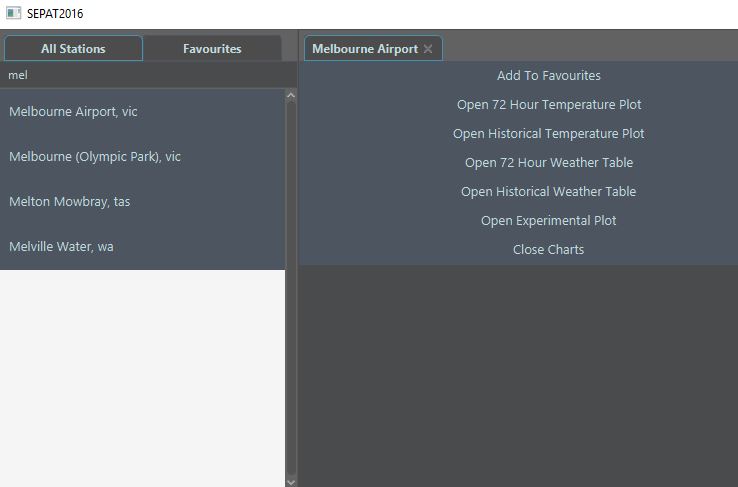 SEPAT2016
All Stations
Favourites
mel
Melbourne Airport, vic
Melbourne (Olympic Park), vic
Melton Mowbray, tas
Melville Water, wa
Melbourne Airport
Add To Favourites
Open 72 Hour Temperature Plot
Open Historical Temperature Plot
Open 72 Hour Weather Table
Open Historical Weather Table
Open Experimental Plot
Close Charts